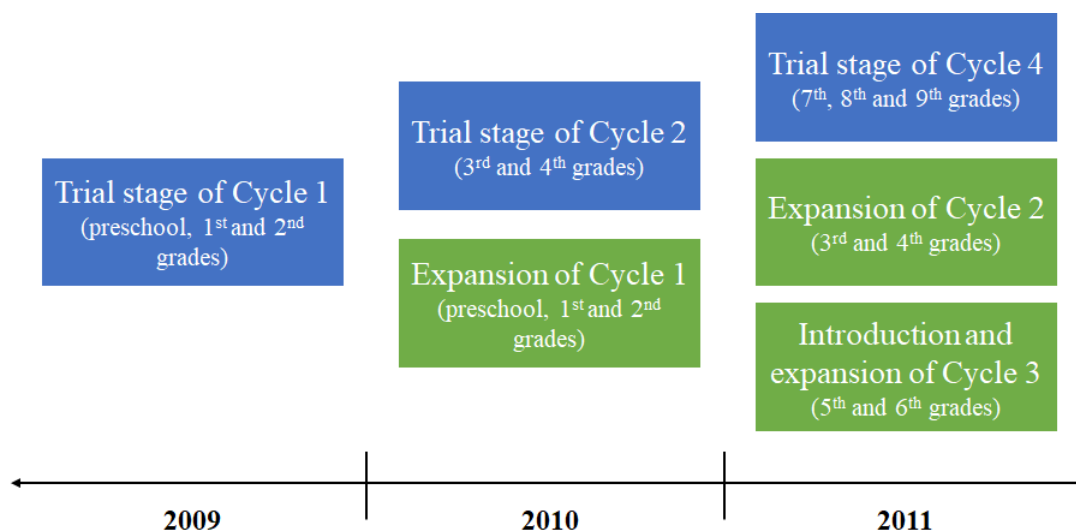 Trial stage of Cycle 1
(preschool, 1st and 2nd
grades)
Trial stage of Cycle 2
(3rd and 4th grades)
Expansion of Cycle 1
(preschool, 1st and 2nd
grades)
Trial stage of Cycle 4
(7th, 8th and 9th grades)
Expansion of Cycle 2
(3rd and 4th grades)
Introduction and
expansion of Cycle 3
(5th and 6th grades)
2009
2010
2011